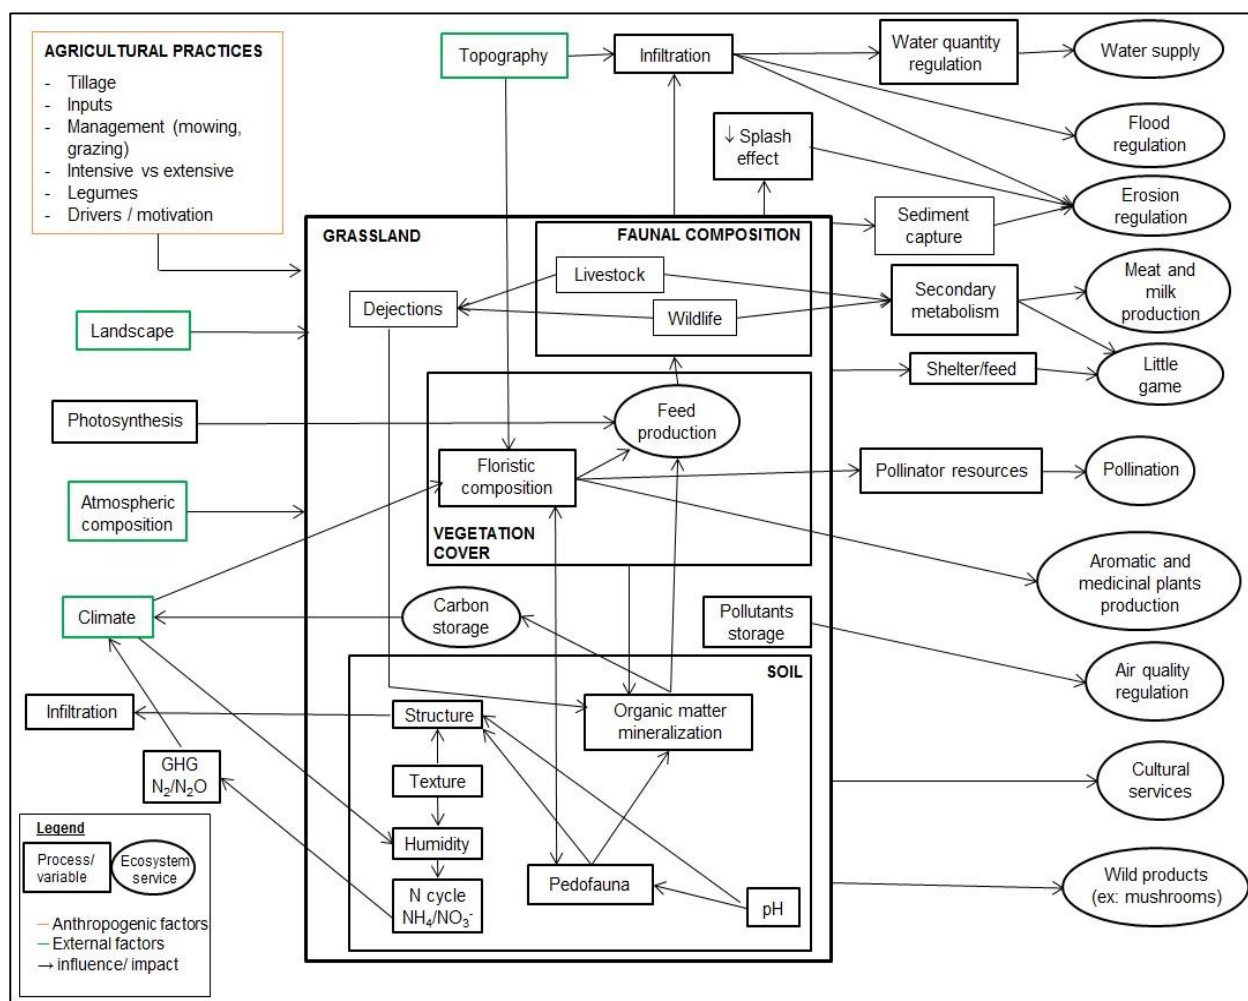 AGRICULTURAL PRACTICES
- Tillage
- Inputs
- Management (mowing,
grazing)
- Intensive vs extensive
- Legumes
- Drivers / motivation
Topography
Infiltration
Water quantity
regulation
Water supply
↓ Splash
effect
Flood
regulation
Erosion
regulation
Sediment
capture
GRASSLAND
FAUNAL COMPOSITION
Livestock
Wildlife
Dejections
Secondary
metabolism
Meat and
milk
production
Landscape
Shelter/feed
Little
game
Photosynthesis
Feed
production
Floristic
composition
Pollinator resources
Pollination
Atmospheric
composition
VEGETATION
COVER
Aromatic and
medicinal plants
production
Climate
Carbon
storage
Pollutants
storage
SOIL
Air quality
regulation
Infiltration
Structure
Organic matter
mineralization
GHG
N₂/N₂O
Texture
Cultural
services
Humidity
Pedofauna
N cycle
NH₄/NO₃⁻
pH
Wild products
(ex: mushrooms)
Legend
Process/
variable
Ecosystem
service
Anthropogenic factors
External factors
→ influence/ impact